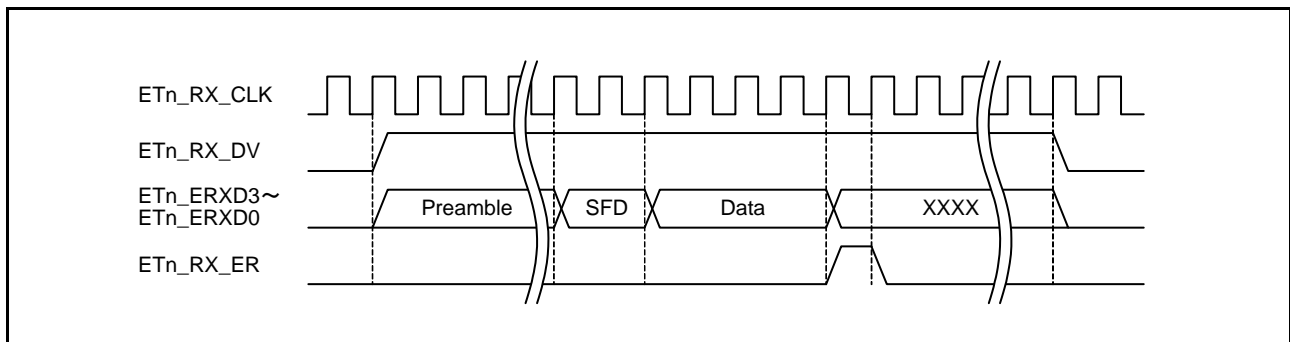 ETn_RX_CLK
ETn_RX_DV
ETn_ERXD3～
ETn_ERXD0
Preamble
SFD
Data
XXXX
ETn_RX_ER